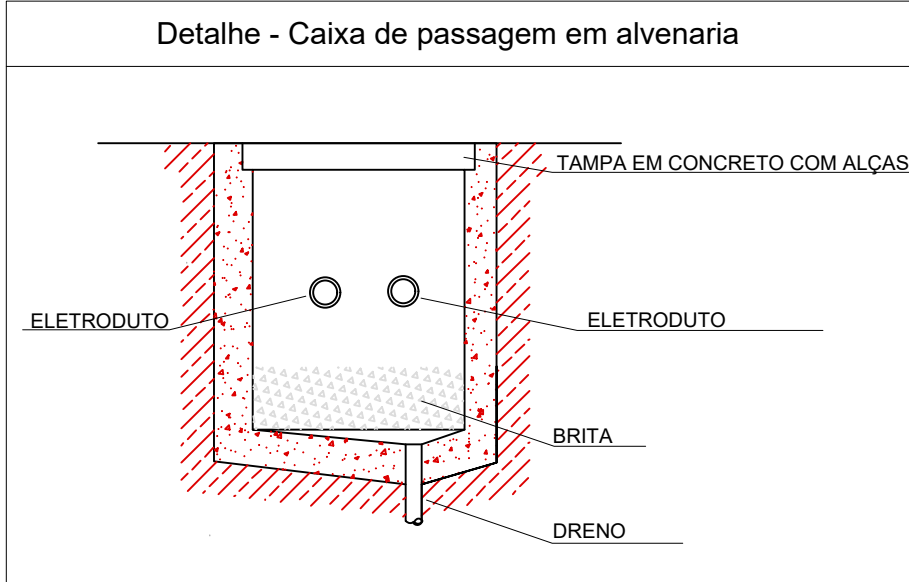 Detalhe - Caixa de passagem em alvenaria
TAMPA EM CONCRETO COM ALÇAS
ELETRODUTO
ELETRODUTO
BRITA
DRENO